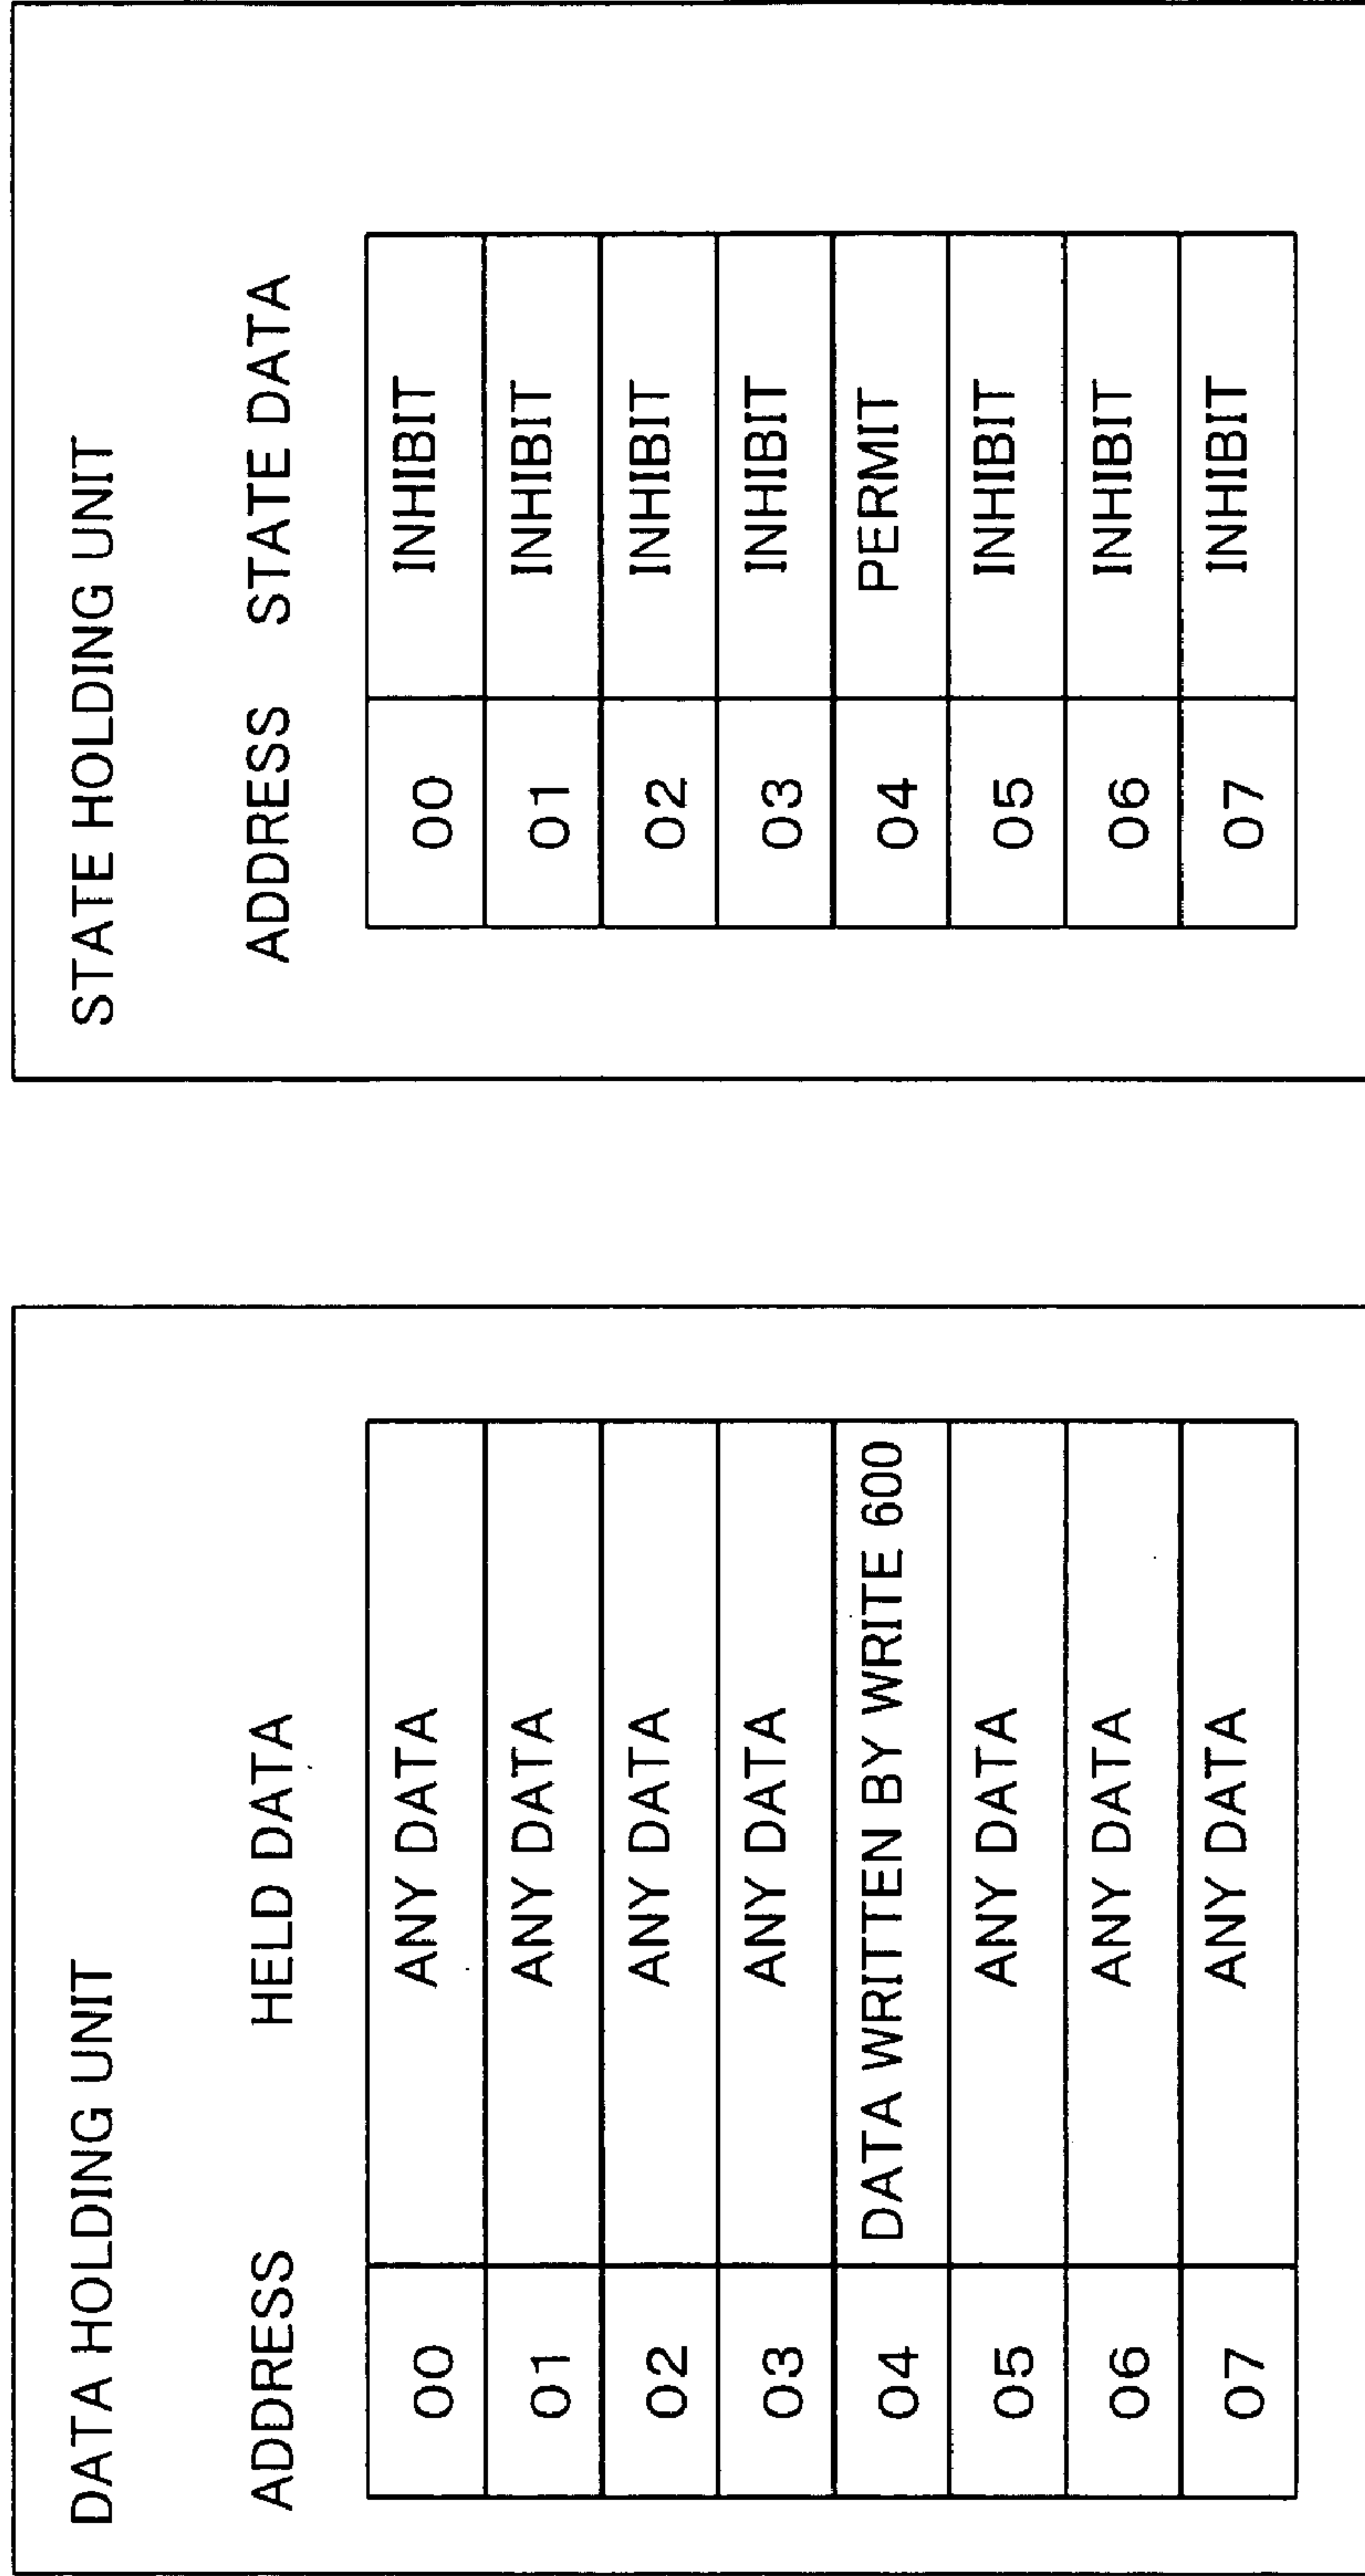 DATA HOLDING UNIT
ADDRESS HELD DATA
00 ANY DATA
01 ANY DATA
02 ANY DATA
03 ANY DATA
04 DATA WRITTEN BY WRITE 600
05 ANY DATA
06 ANY DATA
07 ANY DATA
STATE HOLDING UNIT
ADDRESS STATE DATA
00 INHIBIT
01 INHIBIT
02 INHIBIT
03 INHIBIT
04 PERMIT
05 INHIBIT
06 INHIBIT
07 INHIBIT